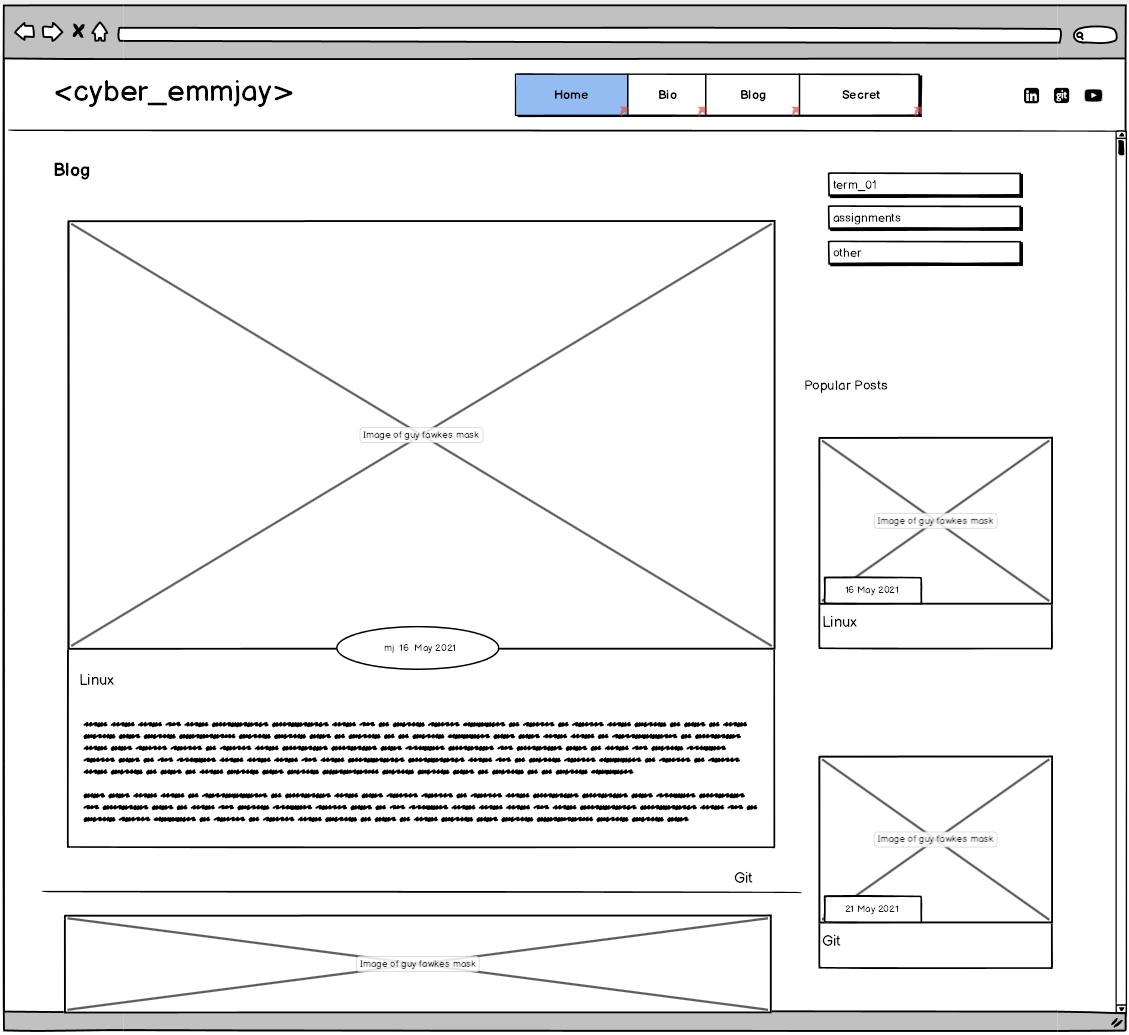 <cyber_emmjay>
Home Bio Blog Secret
in git
Blog
term_01
assignments
other
Popular Posts
Image of guy fawkes mask
Image of guy fawkes mask
16 May 2021
Linux
mj 16 May 2021
Linux
Image of guy fawkes mask
21 May 2021
Git
Git
Image of guy fawkes mask